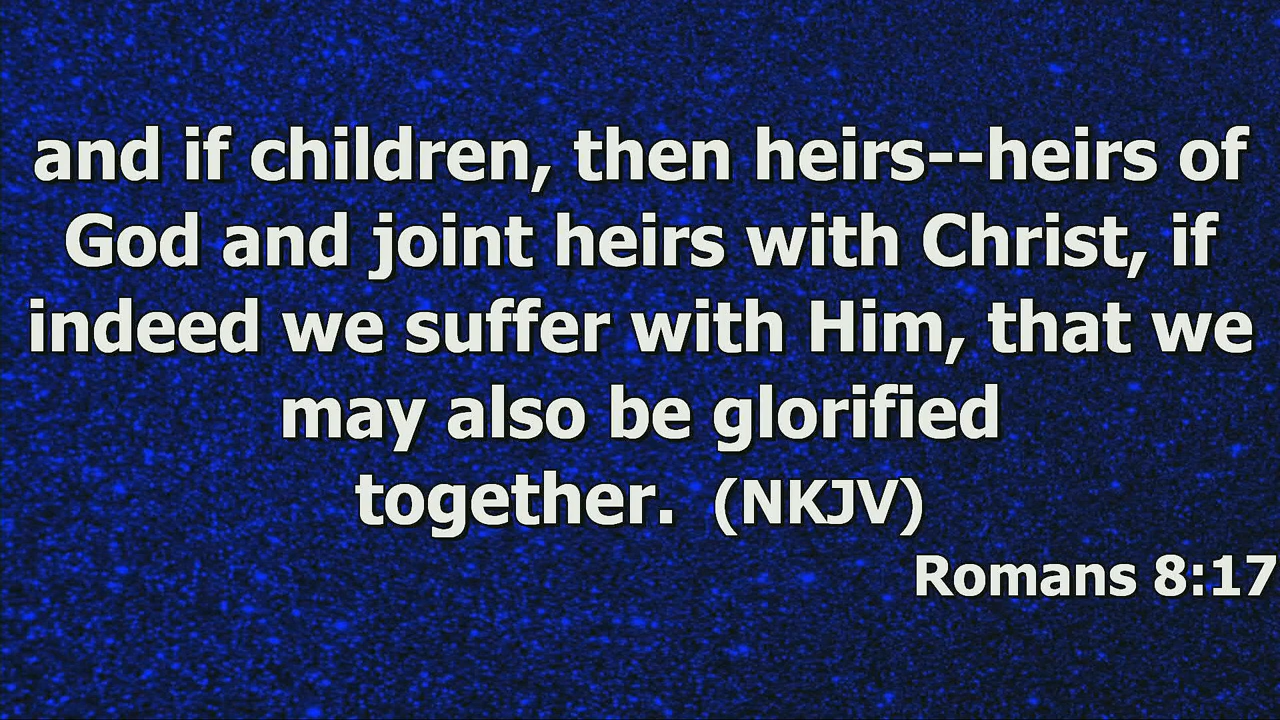 and if children, then heirs--heirs of
God and joint heirs with Christ, if
indeed we suffer with Him, that we
may also be glorified
together. (NKJV)
Romans 8:17